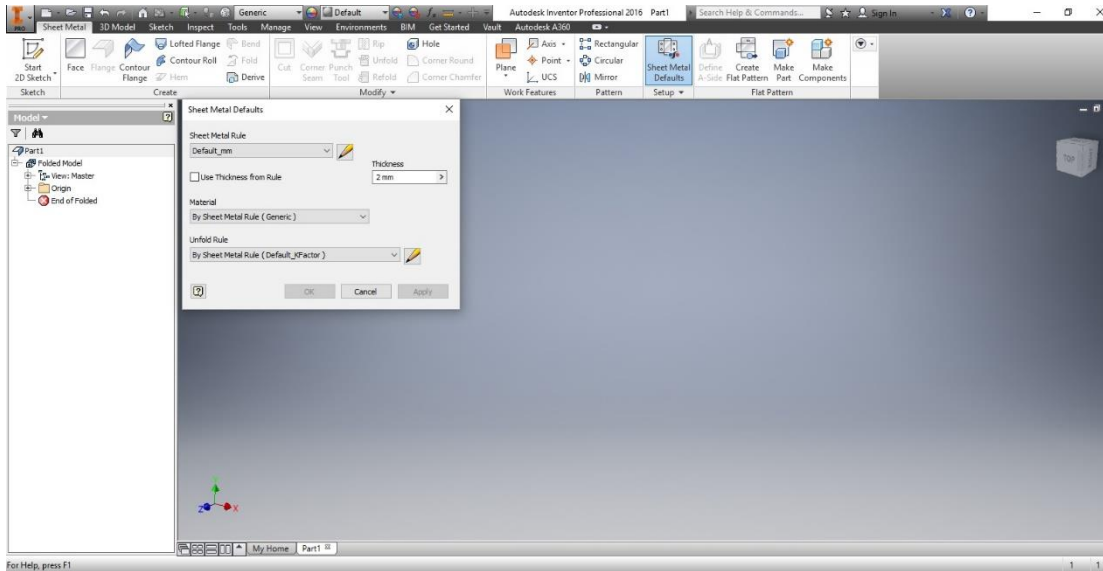 PRO
Generic
Default
Autodesk Inventor Professional 2016 Part1
Search Help & Commands...
Sign In
Sheet Metal 3D Model Sketch Inspect Tools Manage View Environments BIM Get Started Vault Autodesk A360
Start
2D Sketch
Face
Flange
Contour
Flange
Lofted Flange
Contour Roll
Hem
Bend
Fold
Derive
Cut
Corner
Seam
Punch
Tool
Rip
Unfold
Refold
Hole
Corner Round
Corner Chamfer
Plane
Axis
Point
UCS
Rectangular
Circular
Mirror
Sheet Metal
Defaults
Define
A-Side
Create
Flat Pattern
Make
Part
Make
Components
Sketch Create Modify Work Features Pattern Setup Flat Pattern
Model
Part1
Folded Model
View: Master
Origin
End of Folded
Sheet Metal Defaults
Sheet Metal Rule
Default_mm
Thickness
Use Thickness from Rule
2 mm
Material
By Sheet Metal Rule ( Generic )
Unfold Rule
By Sheet Metal Rule ( Default_KFactor )
OK Cancel Apply
TOP
Y
Z X
My Home Part1
For Help, press F1
1 1